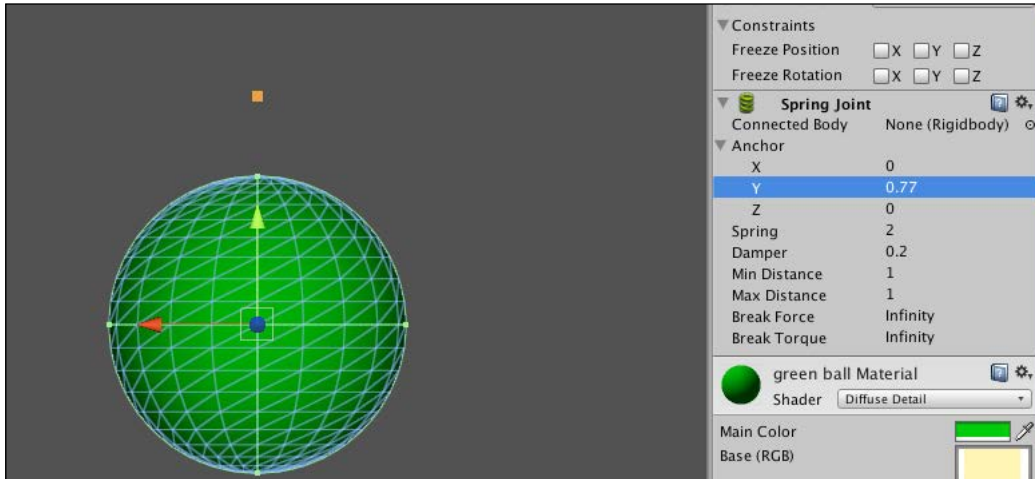 Constraints
Freeze Position X Y Z
Freeze Rotation X Y Z
Spring Joint
Connected Body None (Rigidbody)
Anchor
X 0
Y 0.77
Z 0
Spring 2
Damper 0.2
Min Distance 1
Max Distance 1
Break Force Infinity
Break Torque Infinity
green ball Material
Shader Diffuse Detail
Main Color
Base (RGB)